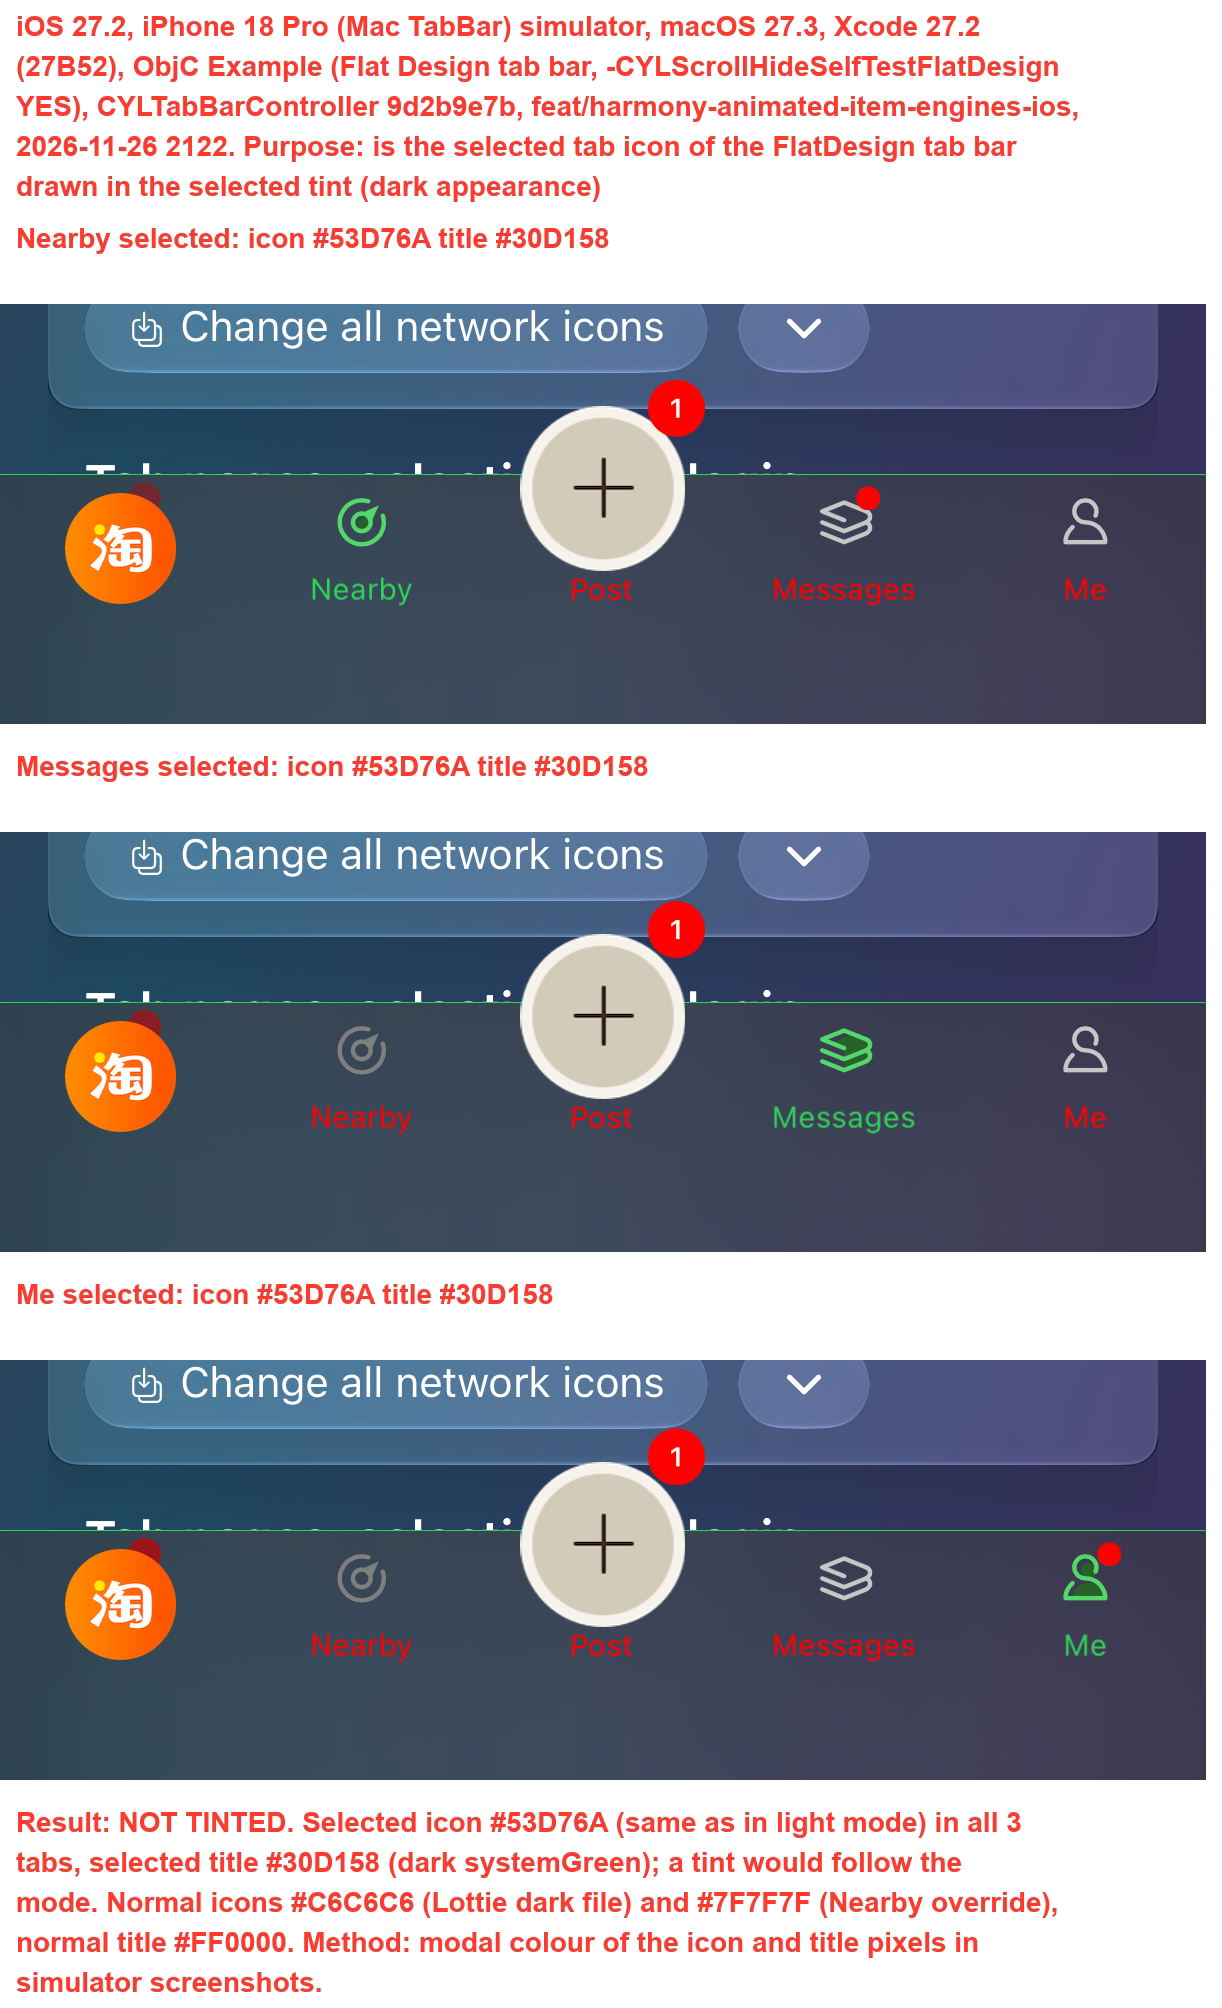 iOS 27.2, iPhone 18 Pro (Mac TabBar) simulator, macOS 27.3, Xcode 27.2
(27B52), ObjC Example (Flat Design tab bar, -CYLScrollHideSelfTestFlatDesign
YES), CYLTabBarController 9d2b9e7b, feat/harmony-animated-item-engines-ios,
2026-11-26 2122. Purpose: is the selected tab icon of the FlatDesign tab bar
drawn in the selected tint (dark appearance)
Nearby selected: icon #53D76A title #30D158
Change all network icons
1
淘
Nearby
Post
Messages
Me
Messages selected: icon #53D76A title #30D158
Change all network icons
1
淘
Nearby
Post
Messages
Me
Me selected: icon #53D76A title #30D158
Change all network icons
1
淘
Nearby
Post
Messages
Me
Result: NOT TINTED. Selected icon #53D76A (same as in light mode) in all 3
tabs, selected title #30D158 (dark systemGreen); a tint would follow the
mode. Normal icons #C6C6C6 (Lottie dark file) and #7F7F7F (Nearby override),
normal title #FF0000. Method: modal colour of the icon and title pixels in
simulator screenshots.